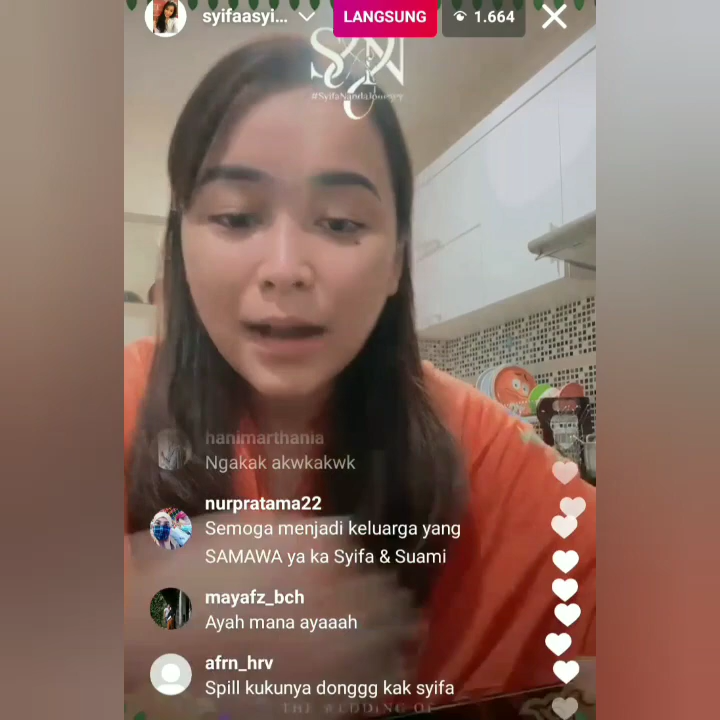 syifaasyi...
LANGSUNG
1.664
#SyifaNandaJourney
hanimarthania
Ngakak akwkakwk
nurpratama22
Semoga menjadi keluarga yang
SAMAWA ya ka Syifa & Suami
mayafz_bch
Ayah mana ayaaah
afrn_hrv
Spill kukunya donggg kak syifa
THE WEDDING OF